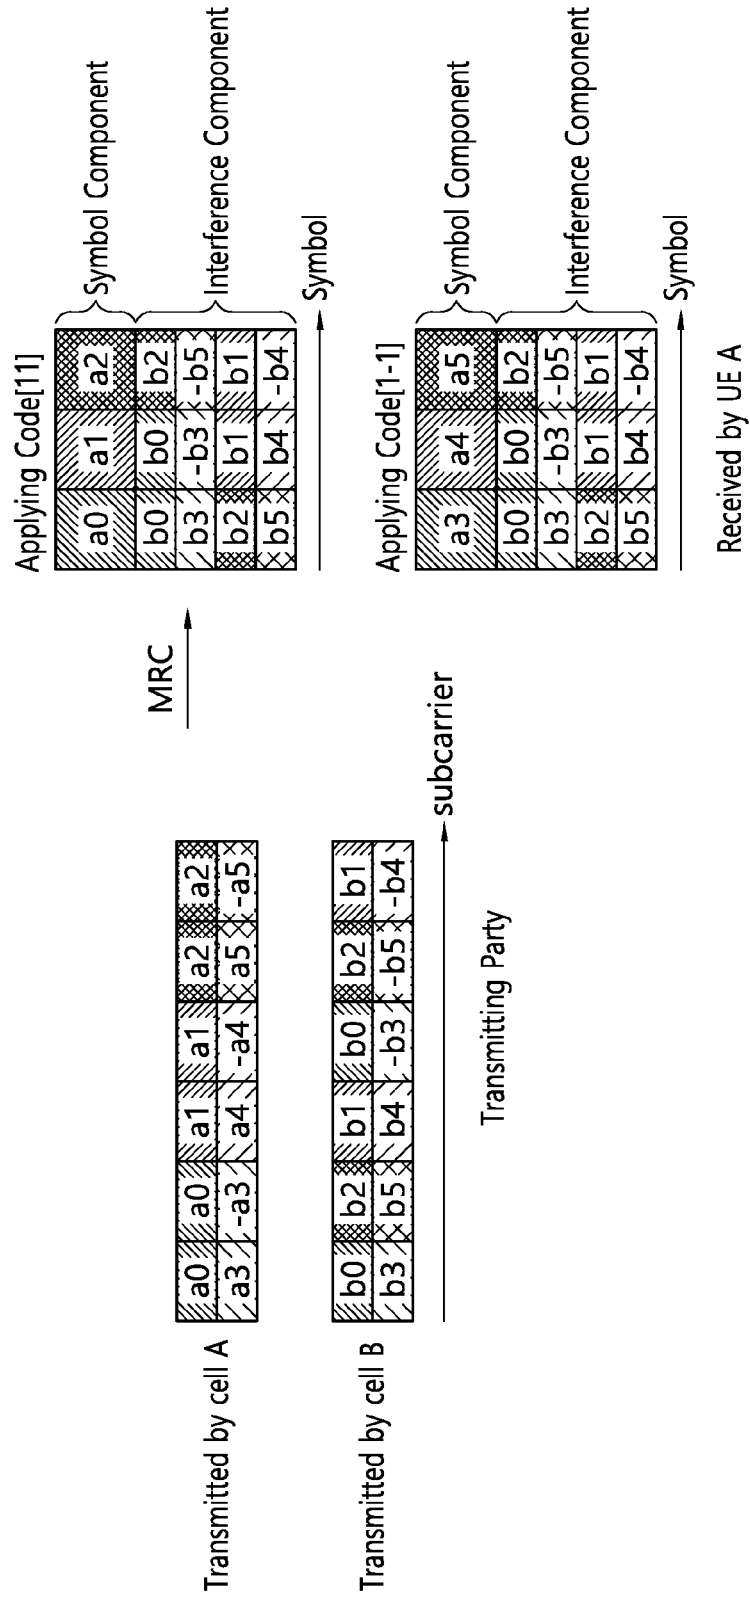 Transmitted by cell A
a0 a0 a1 a1 a2 a2
a3 -a3 a4 -a4 a5 -a5
Transmitted by cell B
b0 b2 b1 b0 b2 b1
b3 b5 b4 -b3 -b5 -b4
subcarrier
Transmitting Party
MRC
Applying Code[11]
a0 a1 a2
b0 b0 b2
b3 -b3 -b5
b2 b1 b1
b5 b4 -b4
Symbol Component
Interference Component
Symbol
Applying Code[1-1]
a3 a4 a5
b0 b0 b2
b3 -b3 -b5
b2 b1 b1
b5 b4 -b4
Symbol Component
Interference Component
Symbol
Received by UE A